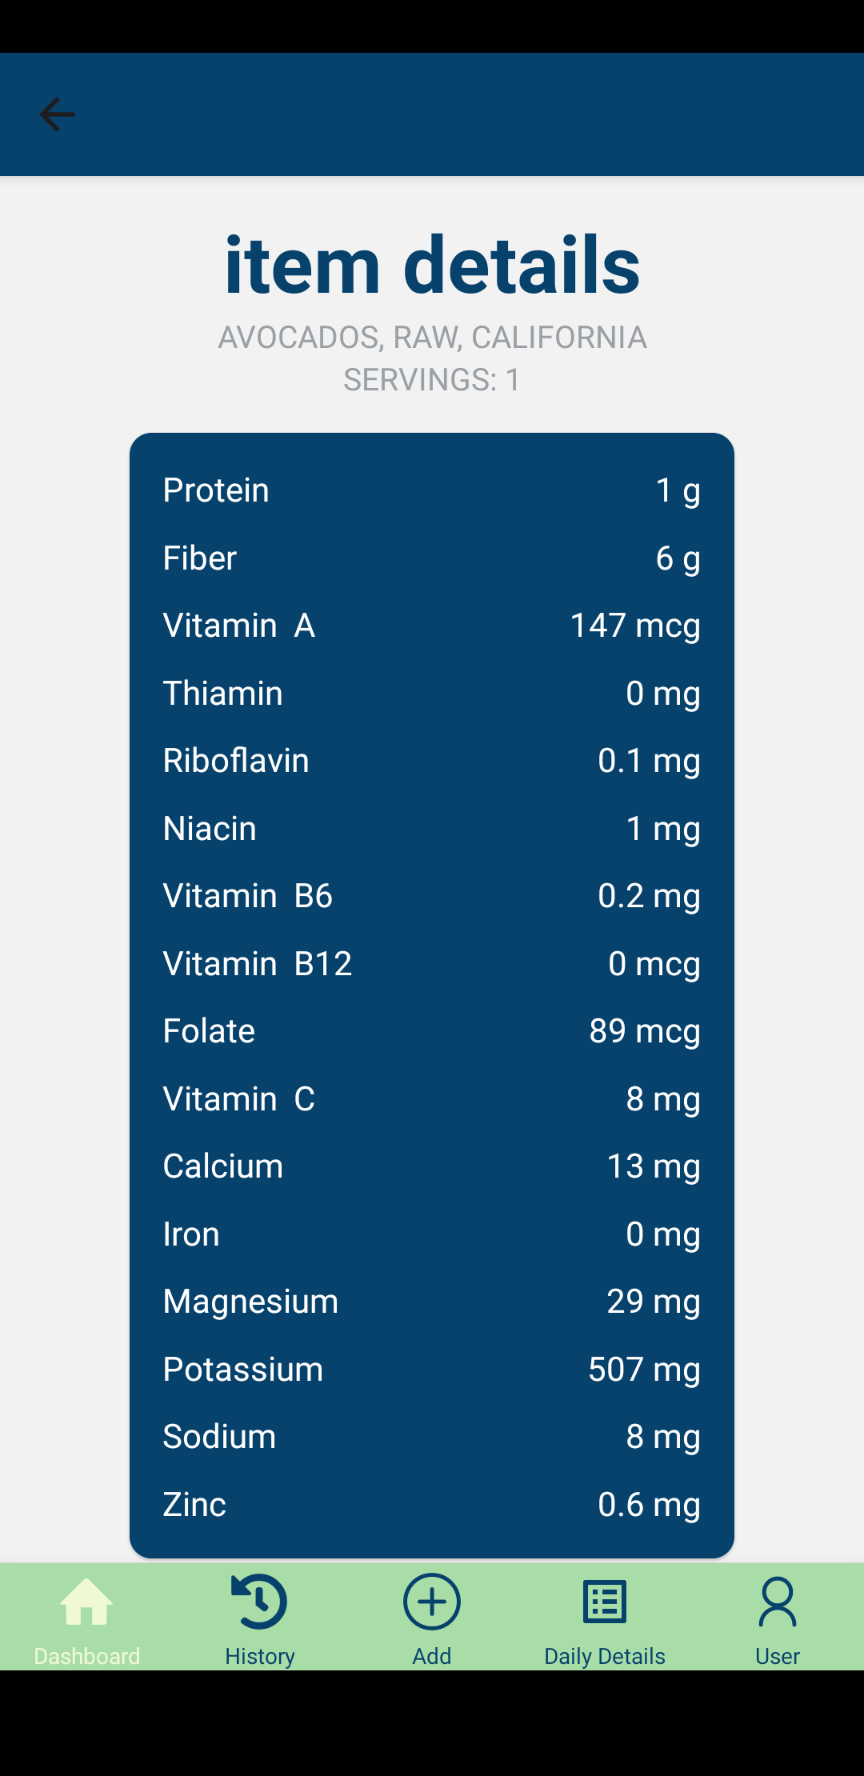 item details
AVOCADOS, RAW, CALIFORNIA
SERVINGS: 1
Protein 1 g
Fiber 6 g
Vitamin A 147 mcg
Thiamin 0 mg
Riboflavin 0.1 mg
Niacin 1 mg
Vitamin B6 0.2 mg
Vitamin B12 0 mcg
Folate 89 mcg
Vitamin C 8 mg
Calcium 13 mg
Iron 0 mg
Magnesium 29 mg
Potassium 507 mg
Sodium 8 mg
Zinc 0.6 mg
Dashboard History Add Daily Details User